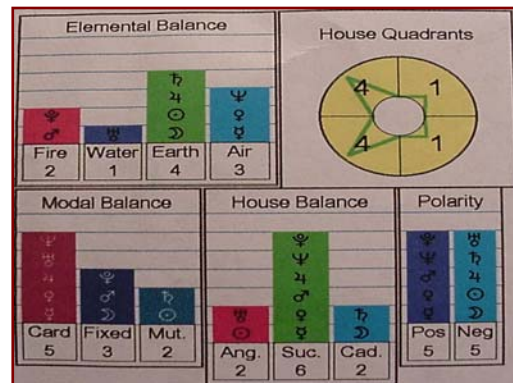 Elemental Balance
Fire Water Earth Air
2 1 4 3
House Quadrants
4 1
4 1
Modal Balance
Card Fixed Mut.
5 3 2
House Balance
Ang. Suc. Cad.
2 6 2
Polarity
Pos Neg
5 5